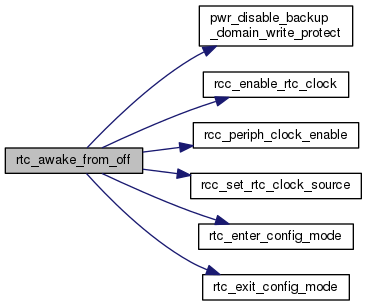 pwr_disable_backup
_domain_write_protect
rcc_enable_rtc_clock
rcc_periph_clock_enable
rtc_awake_from_off
rcc_set_rtc_clock_source
rtc_enter_config_mode
rtc_exit_config_mode